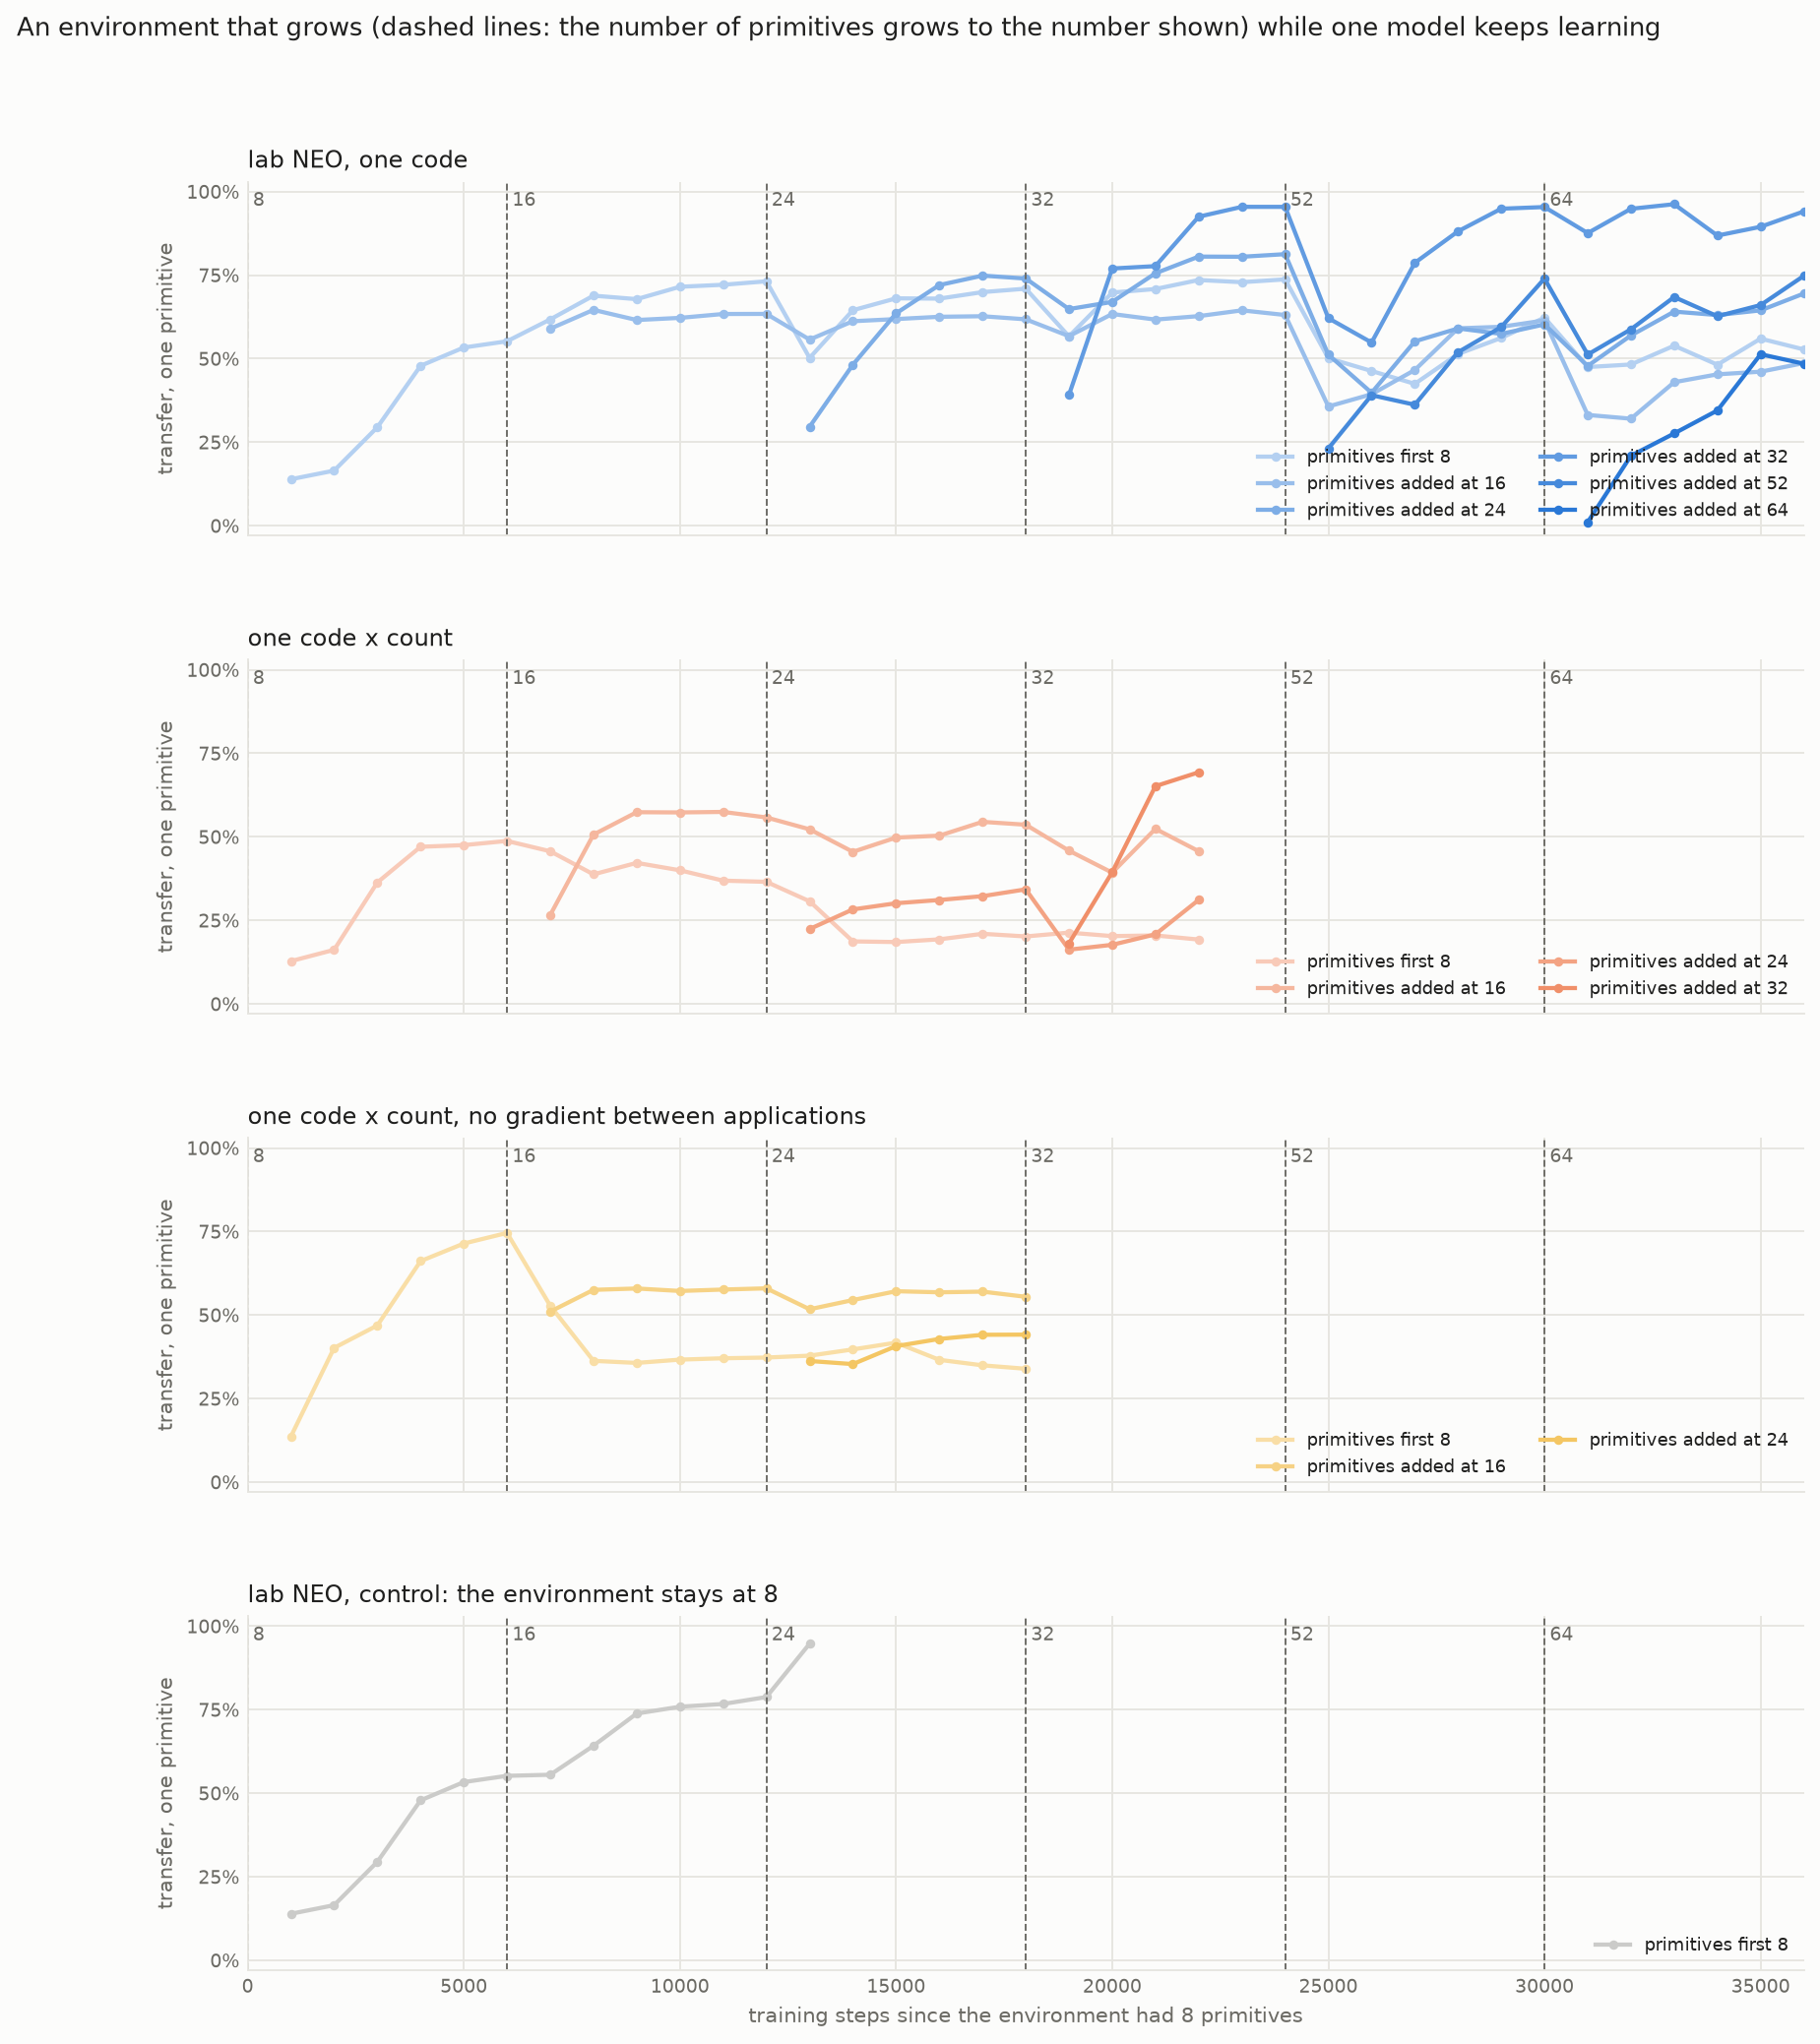 An environment that grows (dashed lines: the number of primitives grows to the number shown) while one model keeps learning
lab NEO, one code
100%
75%
50%
25%
0%
transfer, one primitive
8
16
24
32
52
64
primitives first 8
primitives added at 16
primitives added at 24
primitives added at 32
primitives added at 52
primitives added at 64
one code x count
100%
75%
50%
25%
0%
transfer, one primitive
8
16
24
32
52
64
primitives first 8
primitives added at 16
primitives added at 24
primitives added at 32
one code x count, no gradient between applications
100%
75%
50%
25%
0%
transfer, one primitive
8
16
24
32
52
64
primitives first 8
primitives added at 16
primitives added at 24
lab NEO, control: the environment stays at 8
100%
75%
50%
25%
0%
transfer, one primitive
8
16
24
32
52
64
primitives first 8
0
5000
10000
15000
20000
25000
30000
35000
training steps since the environment had 8 primitives